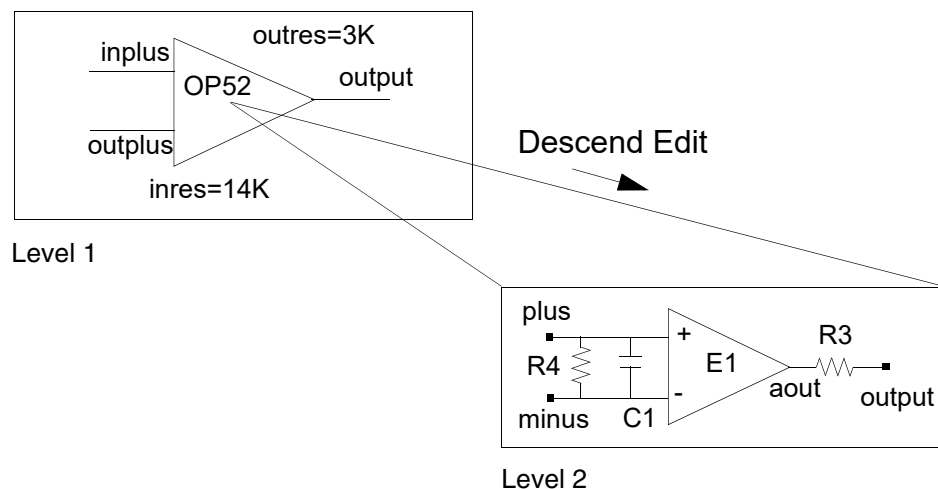 outres=3K
inplus
output
OP52
outplus
inres=14K
Level 1
Descend Edit
plus
+
R3
R4
E1
aout
output
-
minus
C1
Level 2